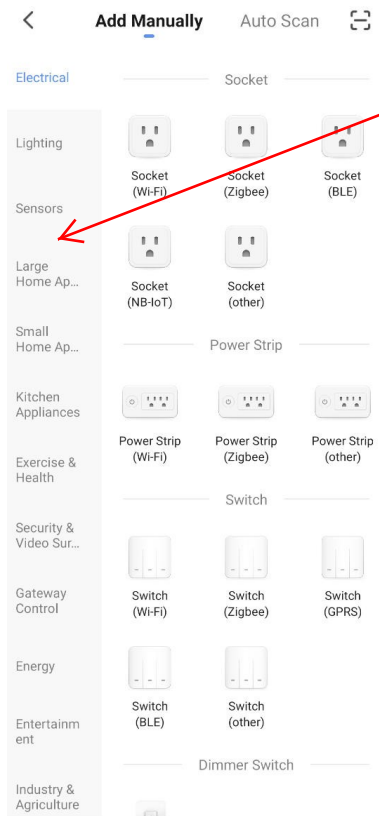 Add Manually Auto Scan
Electrical
Lighting
Sensors
Large
Home Ap...
Small
Home Ap...
Kitchen
Appliances
Exercise &
Health
Security &
Video Sur...
Gateway
Control
Energy
Entertainm
ent
Industry &
Agriculture
Socket
Socket
(Wi-Fi)
Socket
(Zigbee)
Socket
(BLE)
Socket
(NB-IoT)
Socket
(other)
Power Strip
Power Strip
(Wi-Fi)
Power Strip
(Zigbee)
Power Strip
(other)
Switch
Switch
(Wi-Fi)
Switch
(Zigbee)
Switch
(GPRS)
Switch
(BLE)
Switch
(other)
Dimmer Switch